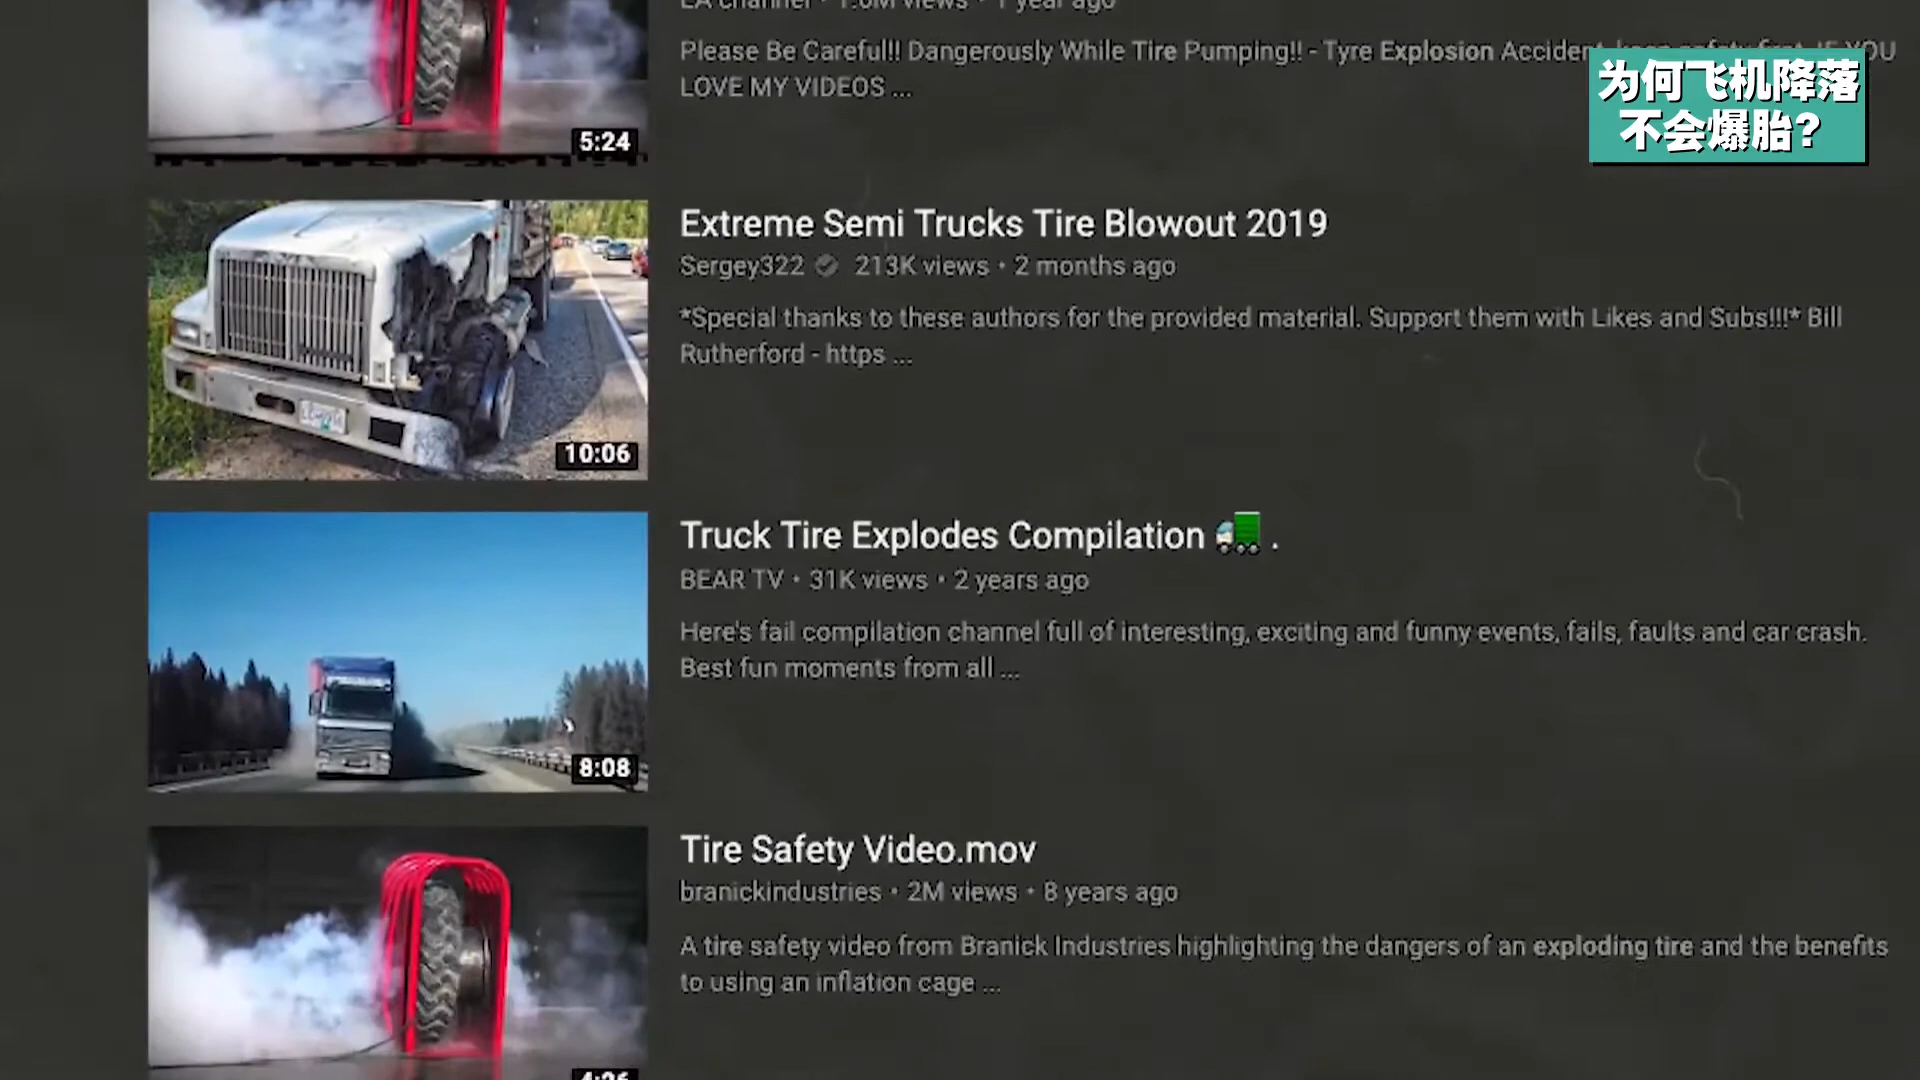 Please Be Careful!! Dangerously While Tire Pumping!! - Tyre Explosion
LOVE MY VIDEOS ...
为何飞机降落
不会爆胎?
5:24
Extreme Semi Trucks Tire Blowout 2019
Sergey322 213K views • 2 months ago
*Special thanks to these authors for the provided material. Support them with Likes and Subs!!!* Bill
Rutherford - https ...
10:06
Truck Tire Explodes Compilation 🚛 .
BEAR TV • 31K views • 2 years ago
Here's fail compilation channel full of interesting, exciting and funny events, fails, faults and car crash.
Best fun moments from all ...
8:08
Tire Safety Video.mov
branickindustries • 2M views • 8 years ago
A tire safety video from Branick Industries highlighting the dangers of an exploding tire and the benefits
to using an inflation cage ...